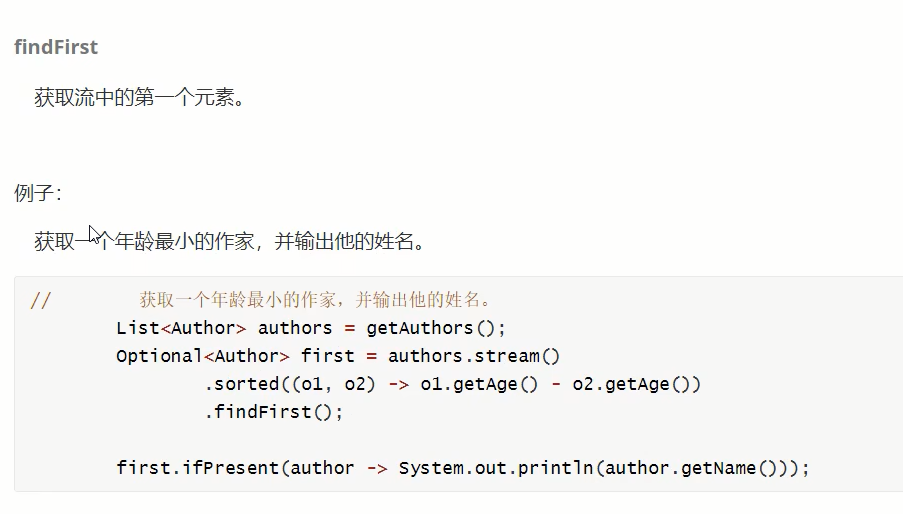 findFirst
获取流中的第一个元素。
例子：
获取一个年龄最小的作家，并输出他的姓名。
//        获取一个年龄最小的作家，并输出他的姓名。
        List<Author> authors = getAuthors();
        Optional<Author> first = authors.stream()
                .sorted((o1, o2) -> o1.getAge() - o2.getAge())
                .findFirst();
        first.ifPresent(author -> System.out.println(author.getName()));